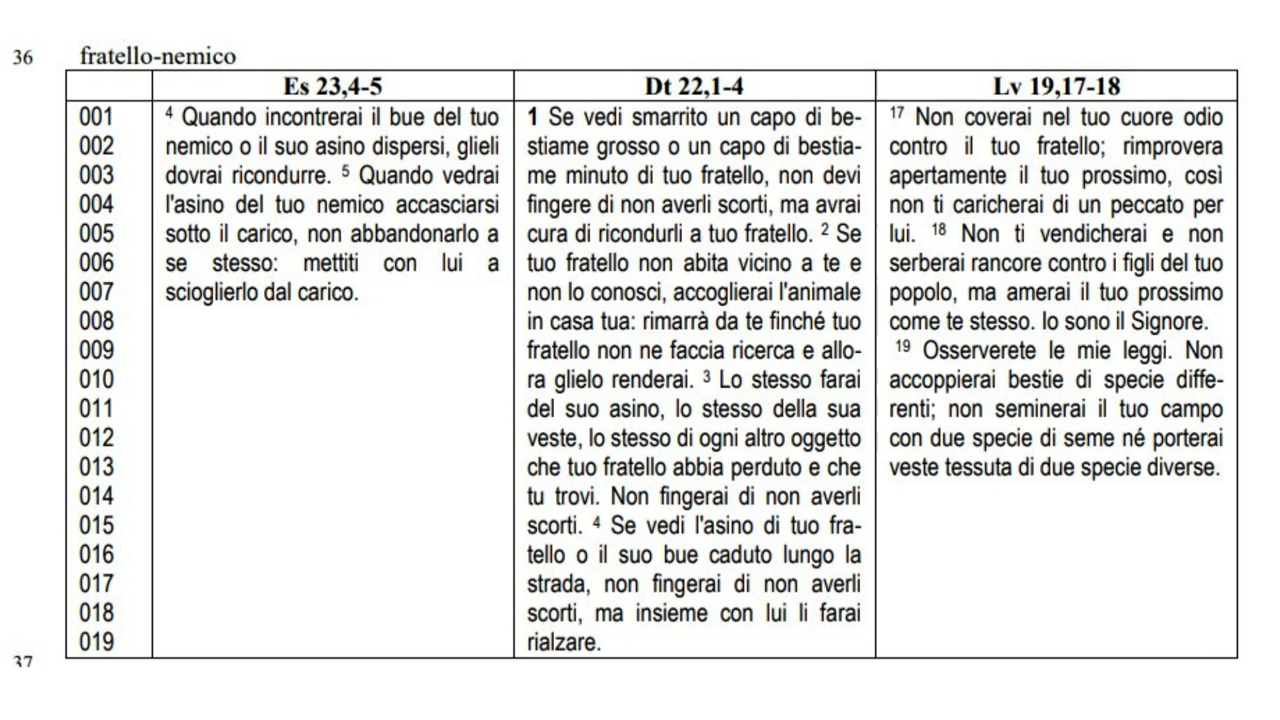 36 fratello-nemico
Es 23,4-5 Dt 22,1-4 Lv 19,17-18
001
002
003
004
005
006
007
008
009
010
011
012
013
014
015
016
017
018
019
4 Quando incontrerai il bue del tuo
nemico o il suo asino dispersi, glieli
dovrai ricondurre. 5 Quando vedrai
l'asino del tuo nemico accasciarsi
sotto il carico, non abbandonarlo a
se stesso: mettiti con lui a
scioglierlo dal carico.
1 Se vedi smarrito un capo di be-
stiame grosso o un capo di bestia-
me minuto di tuo fratello, non devi
fingere di non averli scorti, ma avrai
cura di ricondurli a tuo fratello. 2 Se
tuo fratello non abita vicino a te e
non lo conosci, accoglierai l'animale
in casa tua: rimarrà da te finché tuo
fratello non ne faccia ricerca e allo-
ra glielo renderai. 3 Lo stesso farai
del suo asino, lo stesso della sua
veste, lo stesso di ogni altro oggetto
che tuo fratello abbia perduto e che
tu trovi. Non fingerai di non averli
scorti. 4 Se vedi l'asino di tuo fra-
tello o il suo bue caduto lungo la
strada, non fingerai di non averli
scorti, ma insieme con lui li farai
rialzare.
17 Non coverai nel tuo cuore odio
contro il tuo fratello; rimprovera
apertamente il tuo prossimo, così
non ti caricherai di un peccato per
lui. 18 Non ti vendicherai e non
serberai rancore contro i figli del tuo
popolo, ma amerai il tuo prossimo
come te stesso. Io sono il Signore.
19 Osserverete le mie leggi. Non
accoppierai bestie di specie diffe-
renti; non seminerai il tuo campo
con due specie di seme né porterai
veste tessuta di due specie diverse.
37